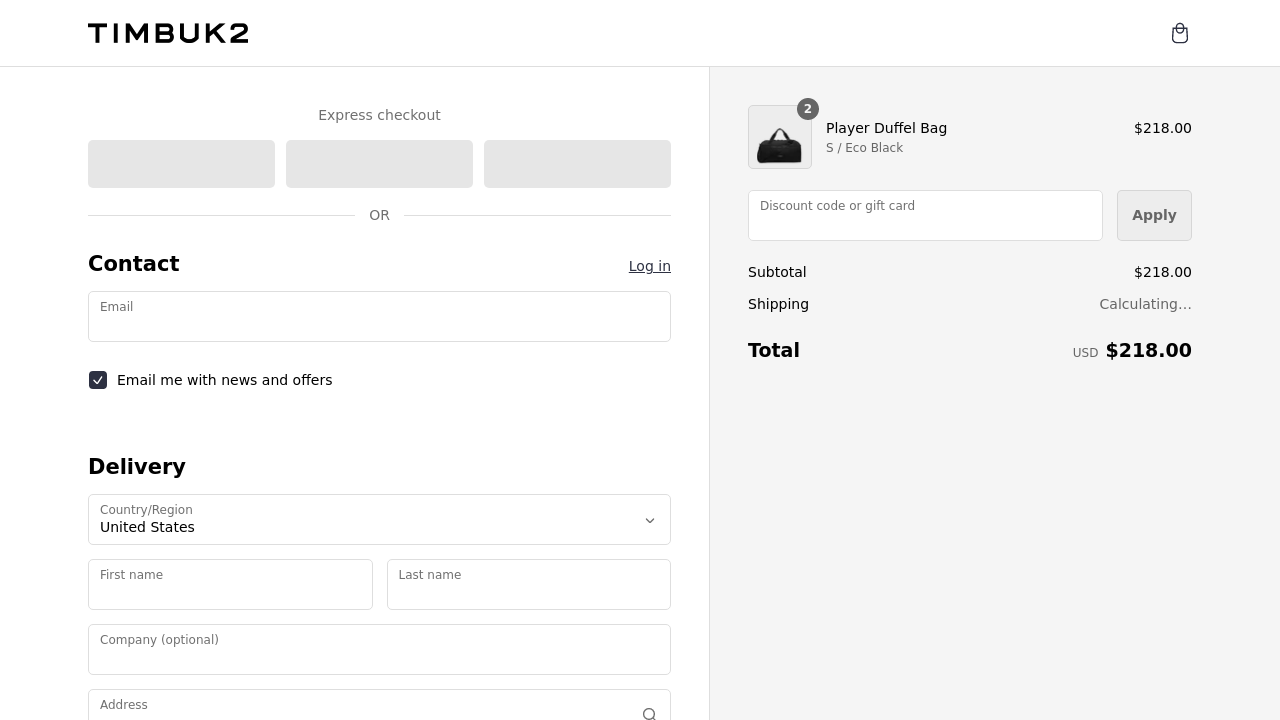 TIMBUK2
Express checkout
OR
Contact
Log in
Email
Email me with news and offers
Delivery
Country/Region
United States
First name
Last name
Company (optional)
Address
2
Player Duffel Bag
$218.00
S / Eco Black
Discount code or gift card
Apply
Subtotal
$218.00
Shipping
Calculating…
Total
USD $218.00